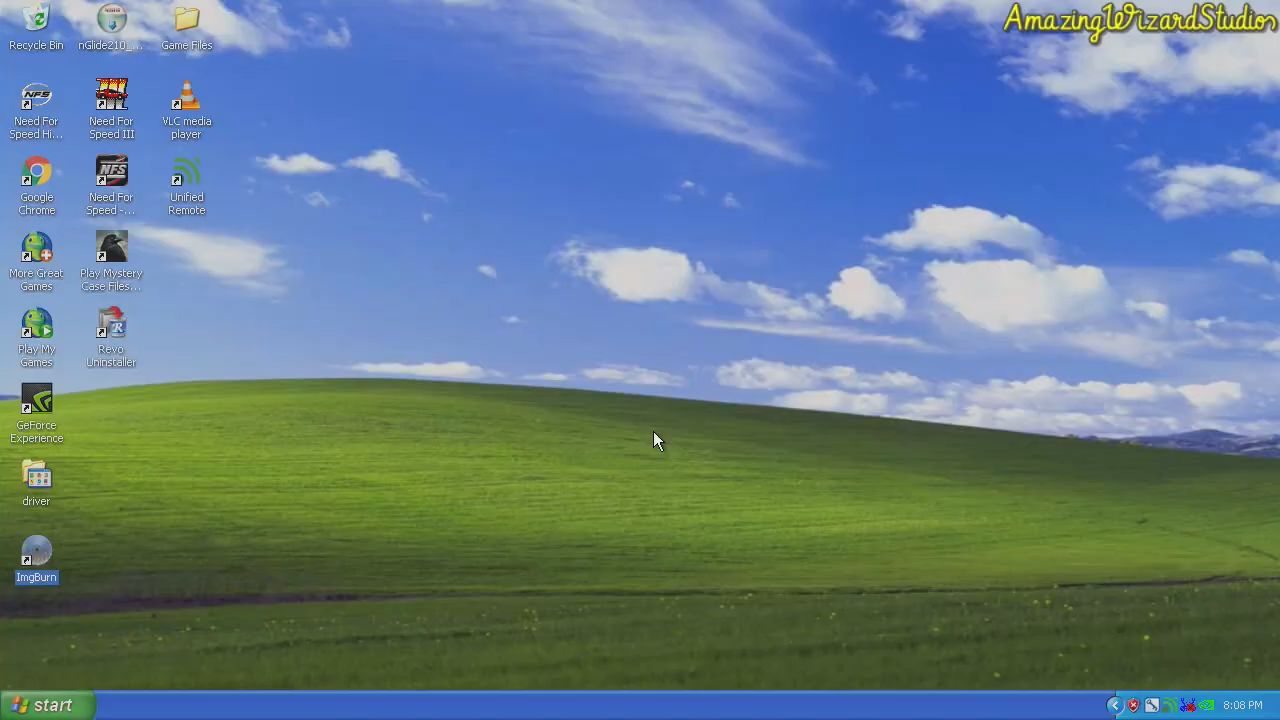 AmazingWizardStudios
Recycle Bin
nGlide210_...
Game Files
Need For
Speed Hi...
Need For
Speed III
VLC media
player
Google
Chrome
Need For
Speed -...
Unified
Remote
More Great
Games
Play Mystery
Case Files...
Play My
Games
Revo
Uninstaller
GeForce
Experience
driver
ImgBurn
start
8:08 PM